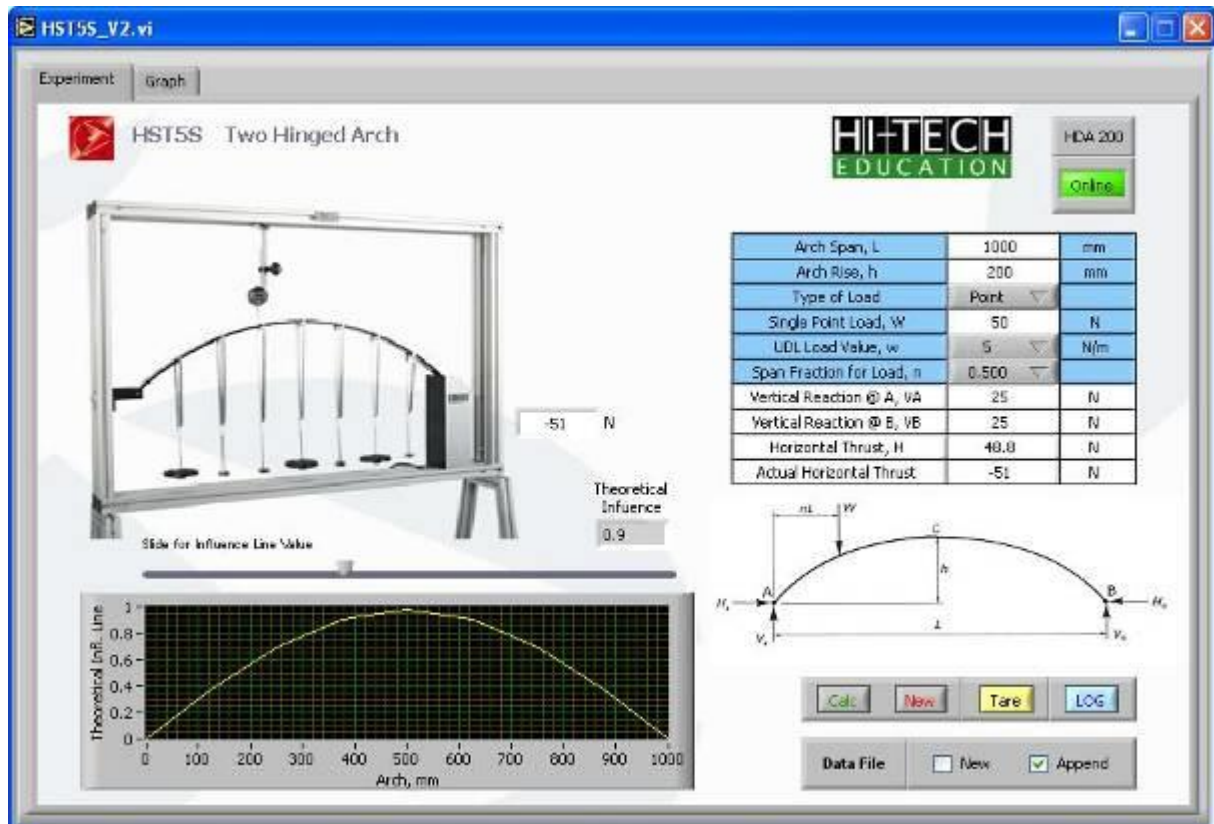 HST5S_V2.vi
Experiment Graph
HST5S Two Hinged Arch
HI-TECH
EDUCATION
HDA 200
Online
Arch Span, L 1000 mm
Arch Rise, h 200 mm
Type of Load Point
Single Point Load, W 50 N
UDL Load Value, w 5 N/m
Span Fraction for Load, n 0.500
Vertical Reaction @ A, VA 25 N
Vertical Reaction @ B, VB 25 N
Horizontal Thrust, H 48.8 N
Actual Horizontal Thrust -51 N
-51 N
Theoretical
Infuence
0.9
Slide for Influence Line Value
Theoretical Infl. Line
1
0.8
0.6
0.4
0.2
0
0 100 200 300 400 500 600 700 800 900 1000
Arch, mm
nL W
C
h
A B
L
Calc New Tare LOG
Data File New Append